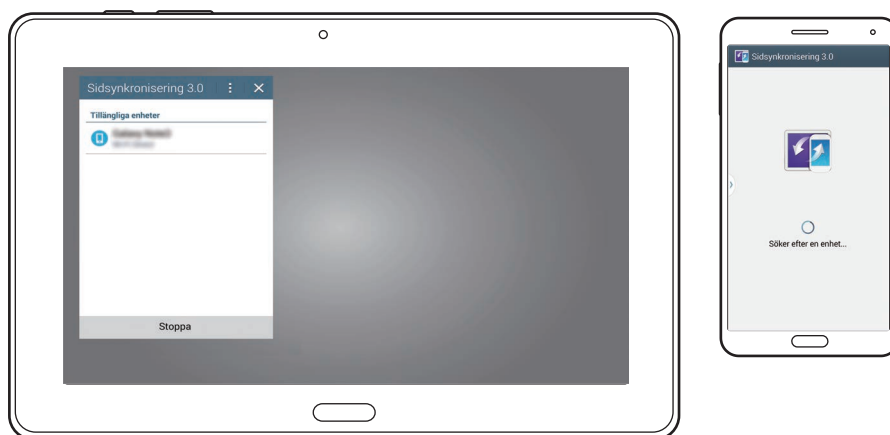 Sidsynkronisering 3.0
Tillängliga enheter
Stoppa
Sidsynkronisering 3.0
Söker efter en enhet...